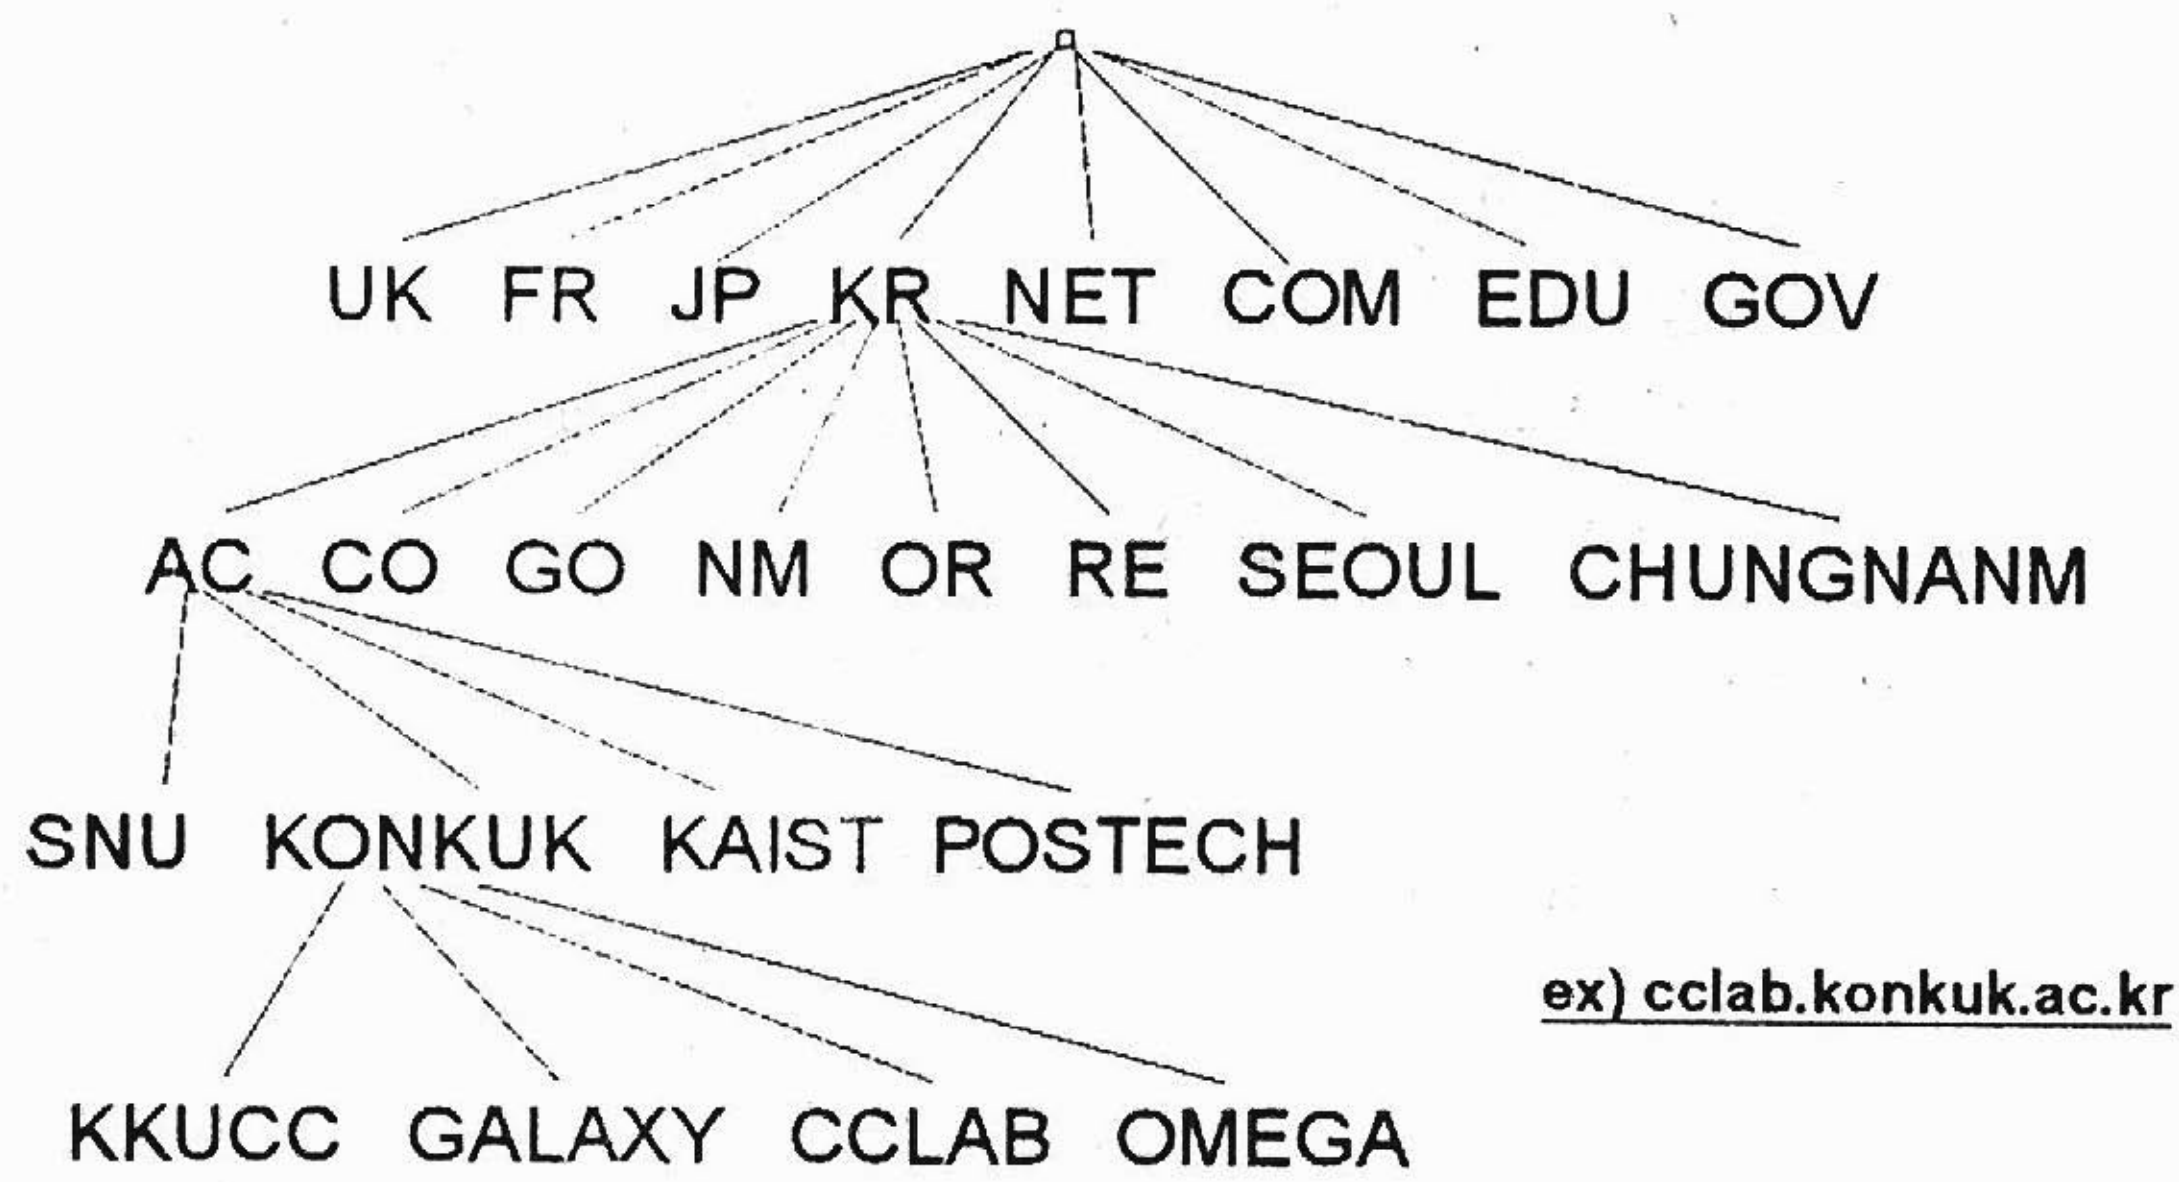 UK FR JP KR NET COM EDU GOV
AC CO GO NM OR RE SEOUL CHUNGNANM
SNU KONKUK KAIST POSTECH
ex) cclab.konkuk.ac.kr
KKUCC GALAXY CCLAB OMEGA